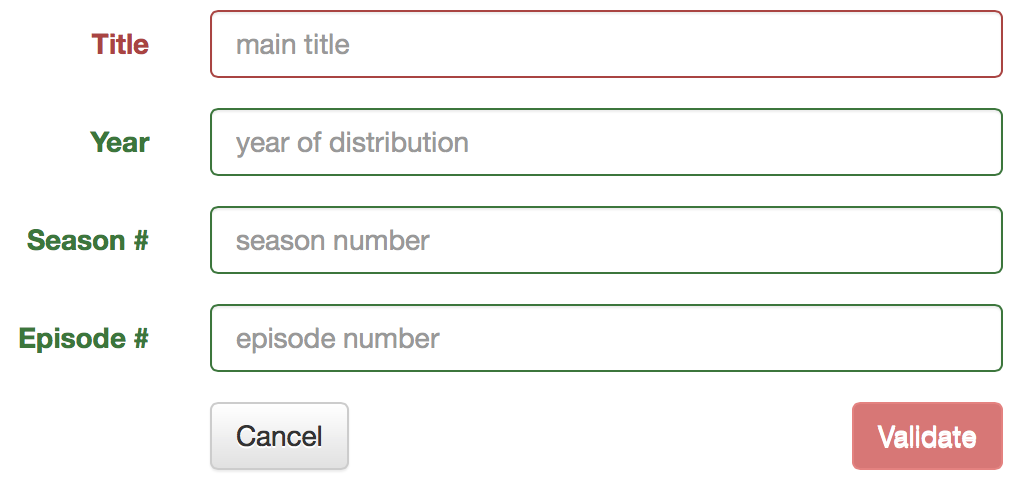 Title main title
Year year of distribution
Season # season number
Episode # episode number
Cancel Validate